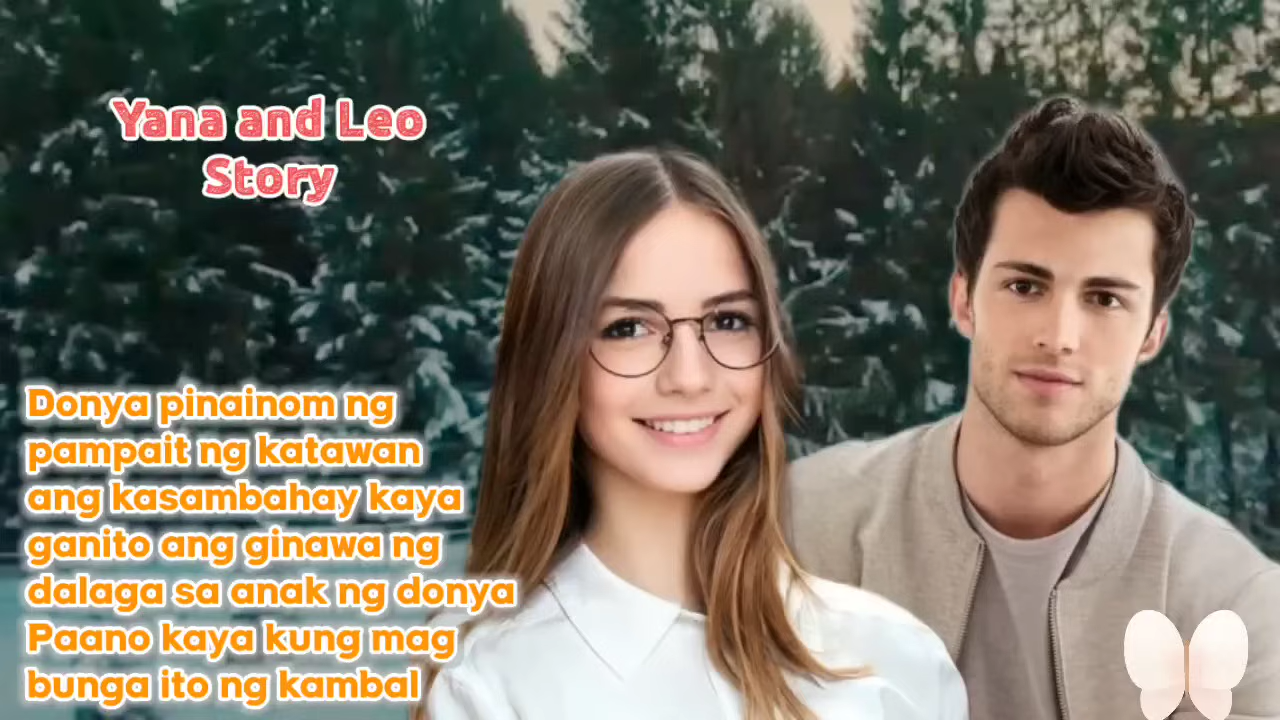 Yana and Leo
Story
Donya pinainom ng
pampait ng katawan
ang kasambahay kaya
ganito ang ginawa ng
dalaga sa anak ng donya
Paano kaya kung mag
bunga ito ng kambal